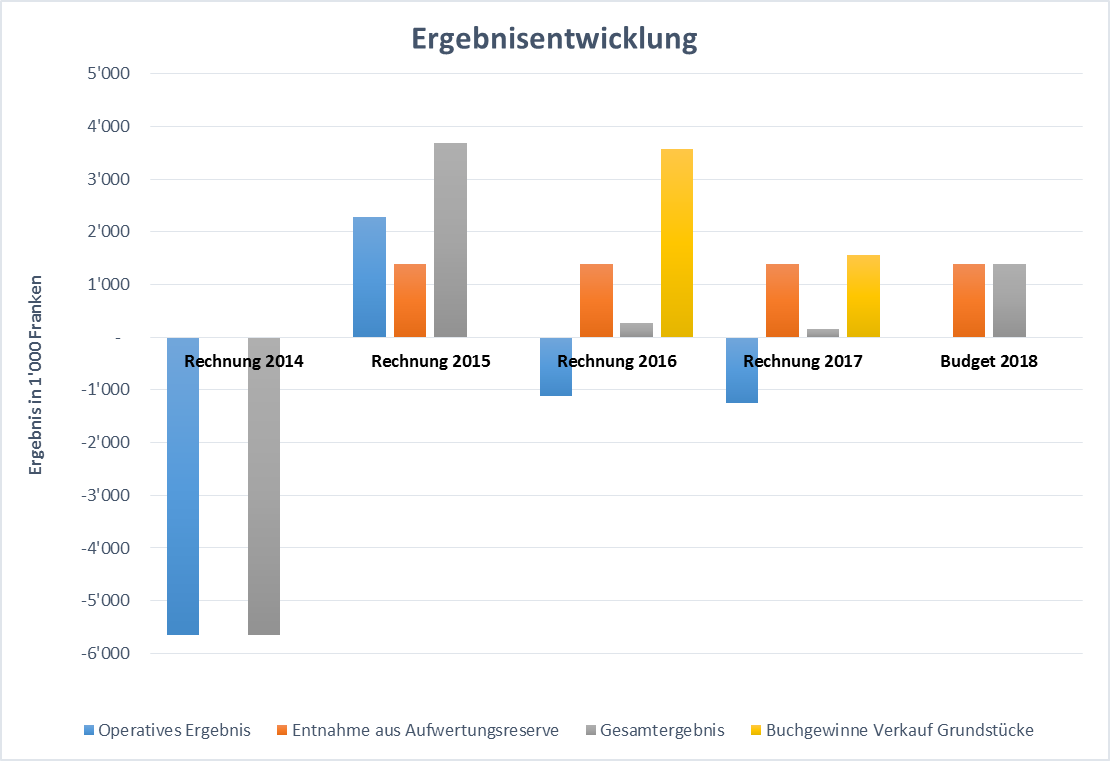 Ergebnisentwicklung
5'000
4'000
3'000
2'000
1'000
-
-1'000
-2'000
-3'000
-4'000
-5'000
-6'000
Ergebnis in 1'000 Franken
Rechnung 2014
Rechnung 2015
Rechnung 2016
Rechnung 2017
Budget 2018
Operatives Ergebnis
Entnahme aus Aufwertungsreserve
Gesamtergebnis
Buchgewinne Verkauf Grundstücke